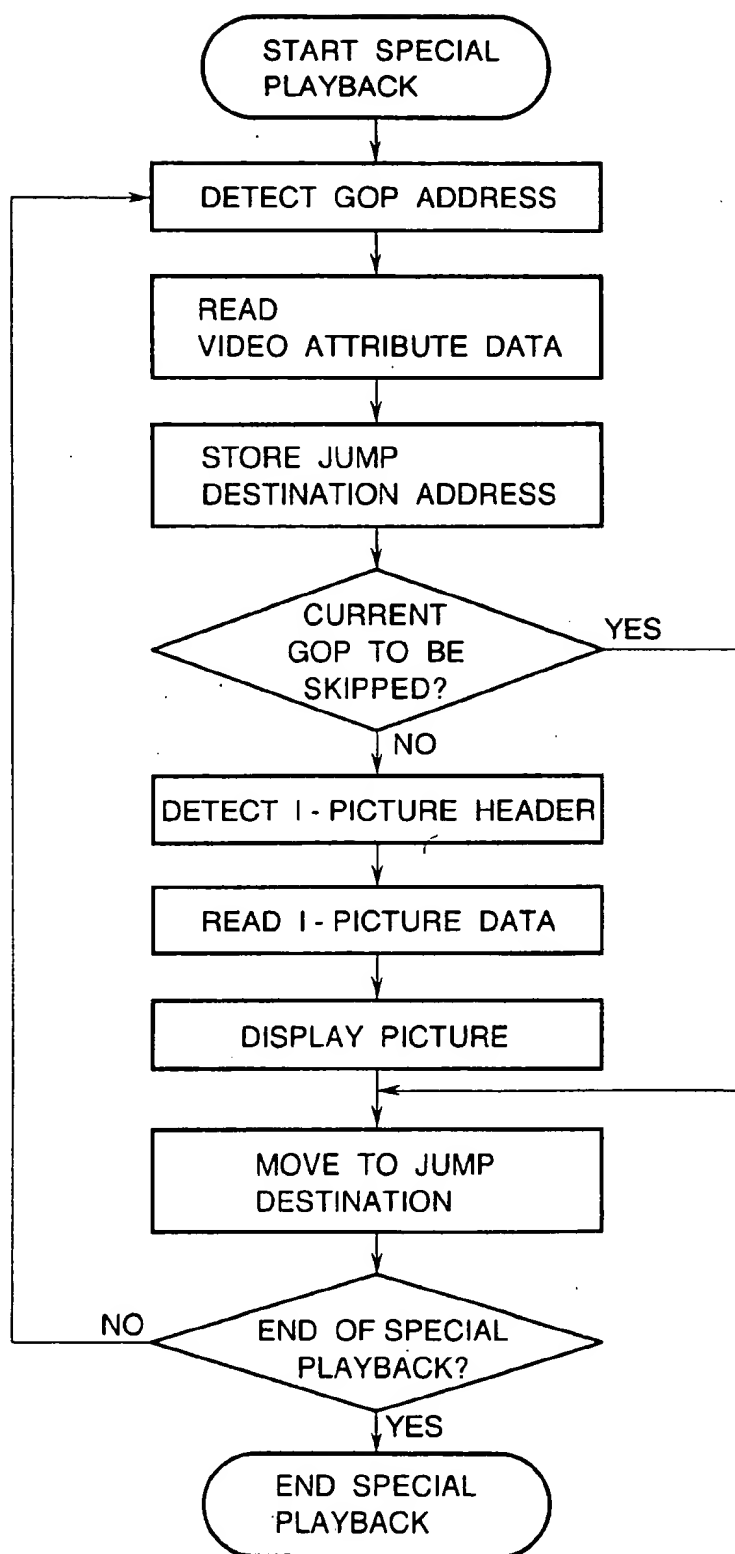 START SPECIAL
PLAYBACK
DETECT GOP ADDRESS
READ
VIDEO ATTRIBUTE DATA
STORE JUMP
DESTINATION ADDRESS
CURRENT
GOP TO BE
SKIPPED?
YES
NO
DETECT I - PICTURE HEADER
READ I - PICTURE DATA
DISPLAY PICTURE
MOVE TO JUMP
DESTINATION
NO
END OF SPECIAL
PLAYBACK?
YES
END SPECIAL
PLAYBACK